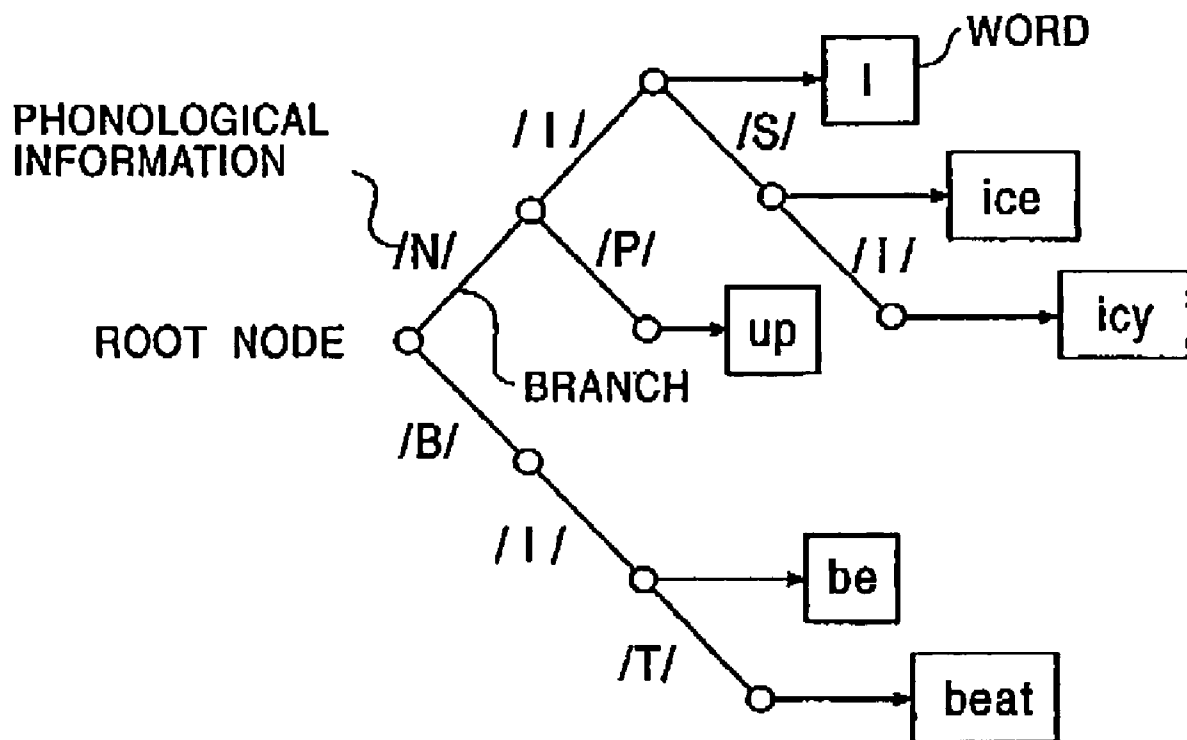 WORD
I
PHONOLOGICAL
INFORMATION
/ I /
/S/
ice
/N/
/P/
/ I /
ROOT NODE
up
icy
BRANCH
/B/
/ I /
be
/T/
beat